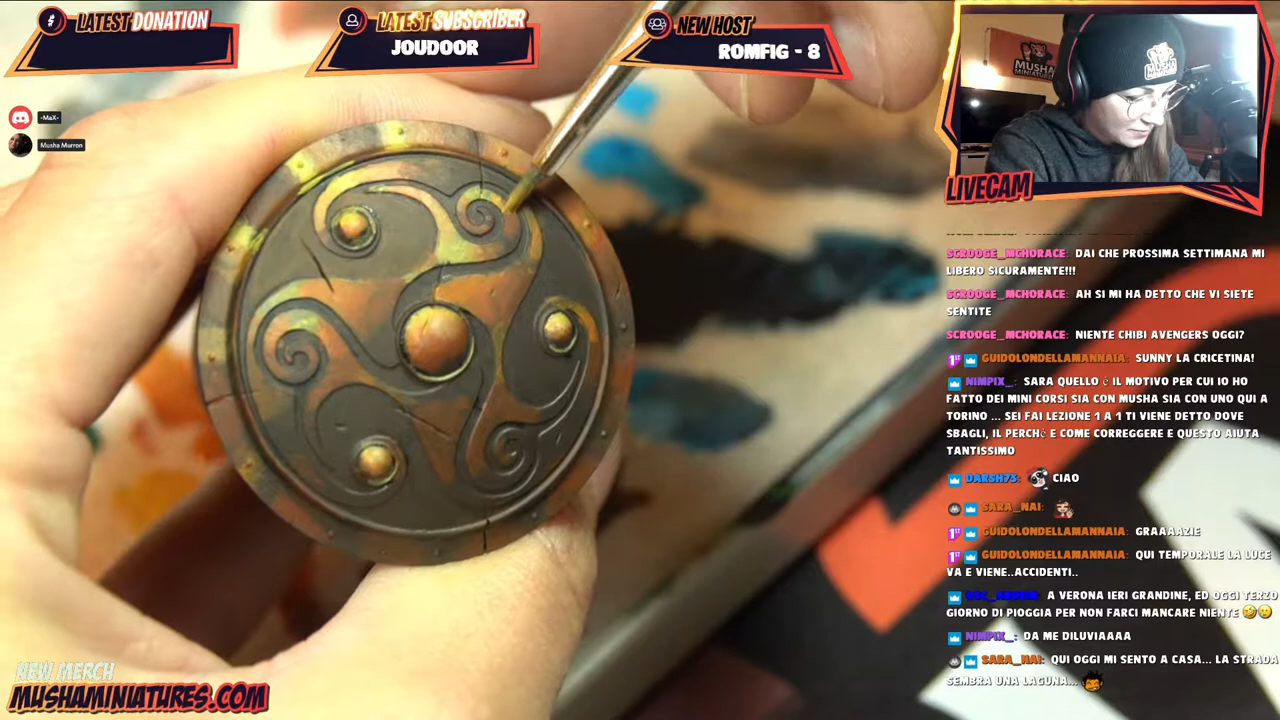 LATEST DONATION
LATEST SUBSCRIBER
JOUDOOR
NEW HOST
ROMFIG - 8
-MaX-
Musha Murron
MUSHA
MINIATURE
LIVECAM
SCROOGE_MCHORACE: DAI CHE PROSSIMA SETTIMANA MI
LIBERO SICURAMENTE!!!
SCROOGE_MCHORACE: AH SI MI HA DETTO CHE VI SIETE
SENTITE
SCROOGE_MCHORACE: NIENTE CHIBI AVENGERS OGGI?
GUIDOLONDELLAMANNAIA: SUNNY LA CRICETINA!
NIMPIX_: SARA QUELLO è IL MOTIVO PER CUI IO HO
FATTO DEI MINI CORSI SIA CON MUSHA SIA CON UNO QUI A
TORINO ... SEI FAI LEZIONE 1 A 1 TI VIENE DETTO DOVE
SBAGLI, IL PERCHè E COME CORREGGERE E QUESTO AIUTA
TANTISSIMO
DARSH75: CIAO
SARA_NAI:
GUIDOLONDELLAMANNAIA: GRAAAAZIE
GUIDOLONDELLAMANNAIA: QUI TEMPORALE LA LUCE
VA E VIENE..ACCIDENTI..
A VERONA IERI GRANDINE, ED OGGI TERZO
GIORNO DI PIOGGIA PER NON FARCI MANCARE NIENTE 🤣🥲
NIMPIX_: DA ME DILUVIAAAA
SARA_NAI: QUI OGGI MI SENTO A CASA... LA STRADA
SEMBRA UNA LAGUNA...
NEW MERCH
MUSHAMINIATURES.COM